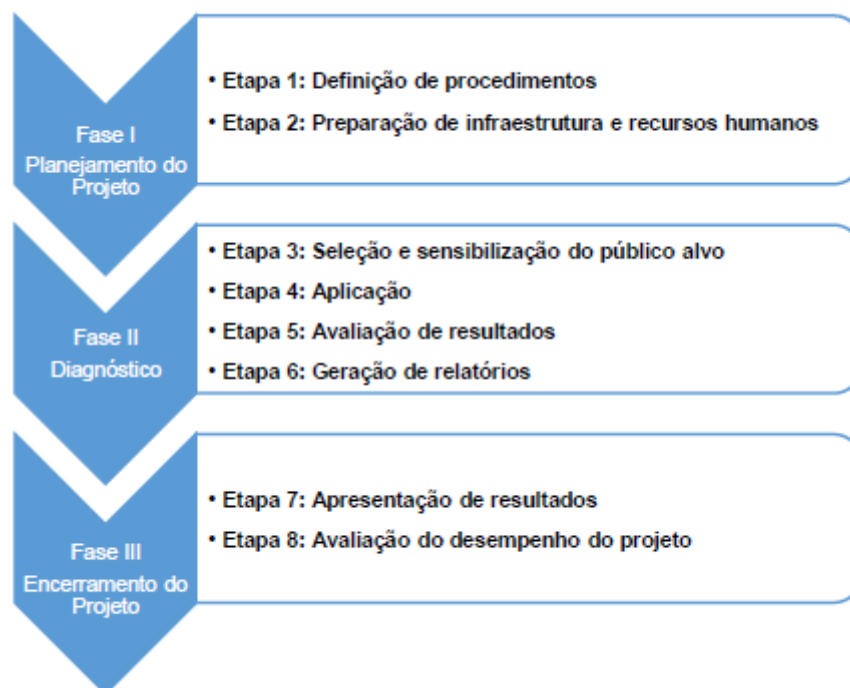 Fase I
Planejamento do
Projeto
• Etapa 1: Definição de procedimentos
• Etapa 2: Preparação de infraestrutura e recursos humanos
Fase II
Diagnóstico
• Etapa 3: Seleção e sensibilização do público alvo
• Etapa 4: Aplicação
• Etapa 5: Avaliação de resultados
• Etapa 6: Geração de relatórios
Fase III
Encerramento do
Projeto
• Etapa 7: Apresentação de resultados
• Etapa 8: Avaliação do desempenho do projeto